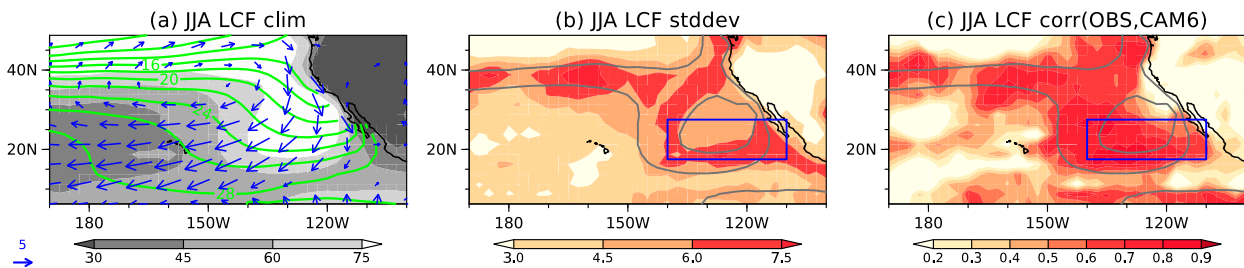 (a) JJA LCF clim
(b) JJA LCF stddev
(c) JJA LCF corr(OBS,CAM6)
40N
20N
16
20
24
28
180
150W
120W
40N
20N
180
150W
120W
40N
20N
180
150W
120W
5
30
45
60
75
3.0
4.5
6.0
7.5
0.2
0.3
0.4
0.5
0.6
0.7
0.8
0.9